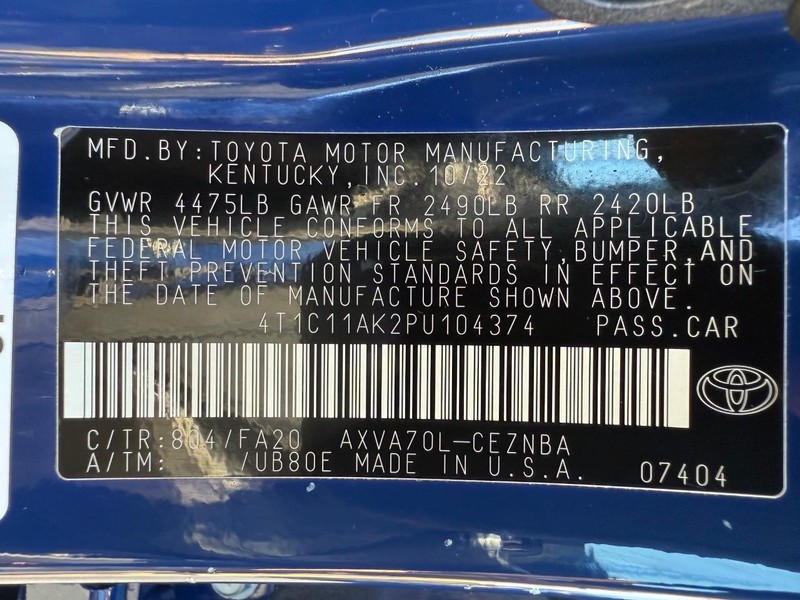 MFD.BY:TOYOTA MOTOR MANUFACTURING,
KENTUCKY,INC.10/22
GVWR 4475LB GAWR FR 2490LB RR 2420LB
THIS VEHICLE CONFORMS TO ALL APPLICABLE
FEDERAL MOTOR VEHICLE SAFETY,BUMPER,AND
THEFT PREVENTION STANDARDS IN EFFECT ON
THE DATE OF MANUFACTURE SHOWN ABOVE.
4T1C11AK2PU104374 PASS.CAR
C/TR:8Q4/FA20 AXVA70L-CEZNBA
A/TM: /UB80E MADE IN U.S.A. 07404